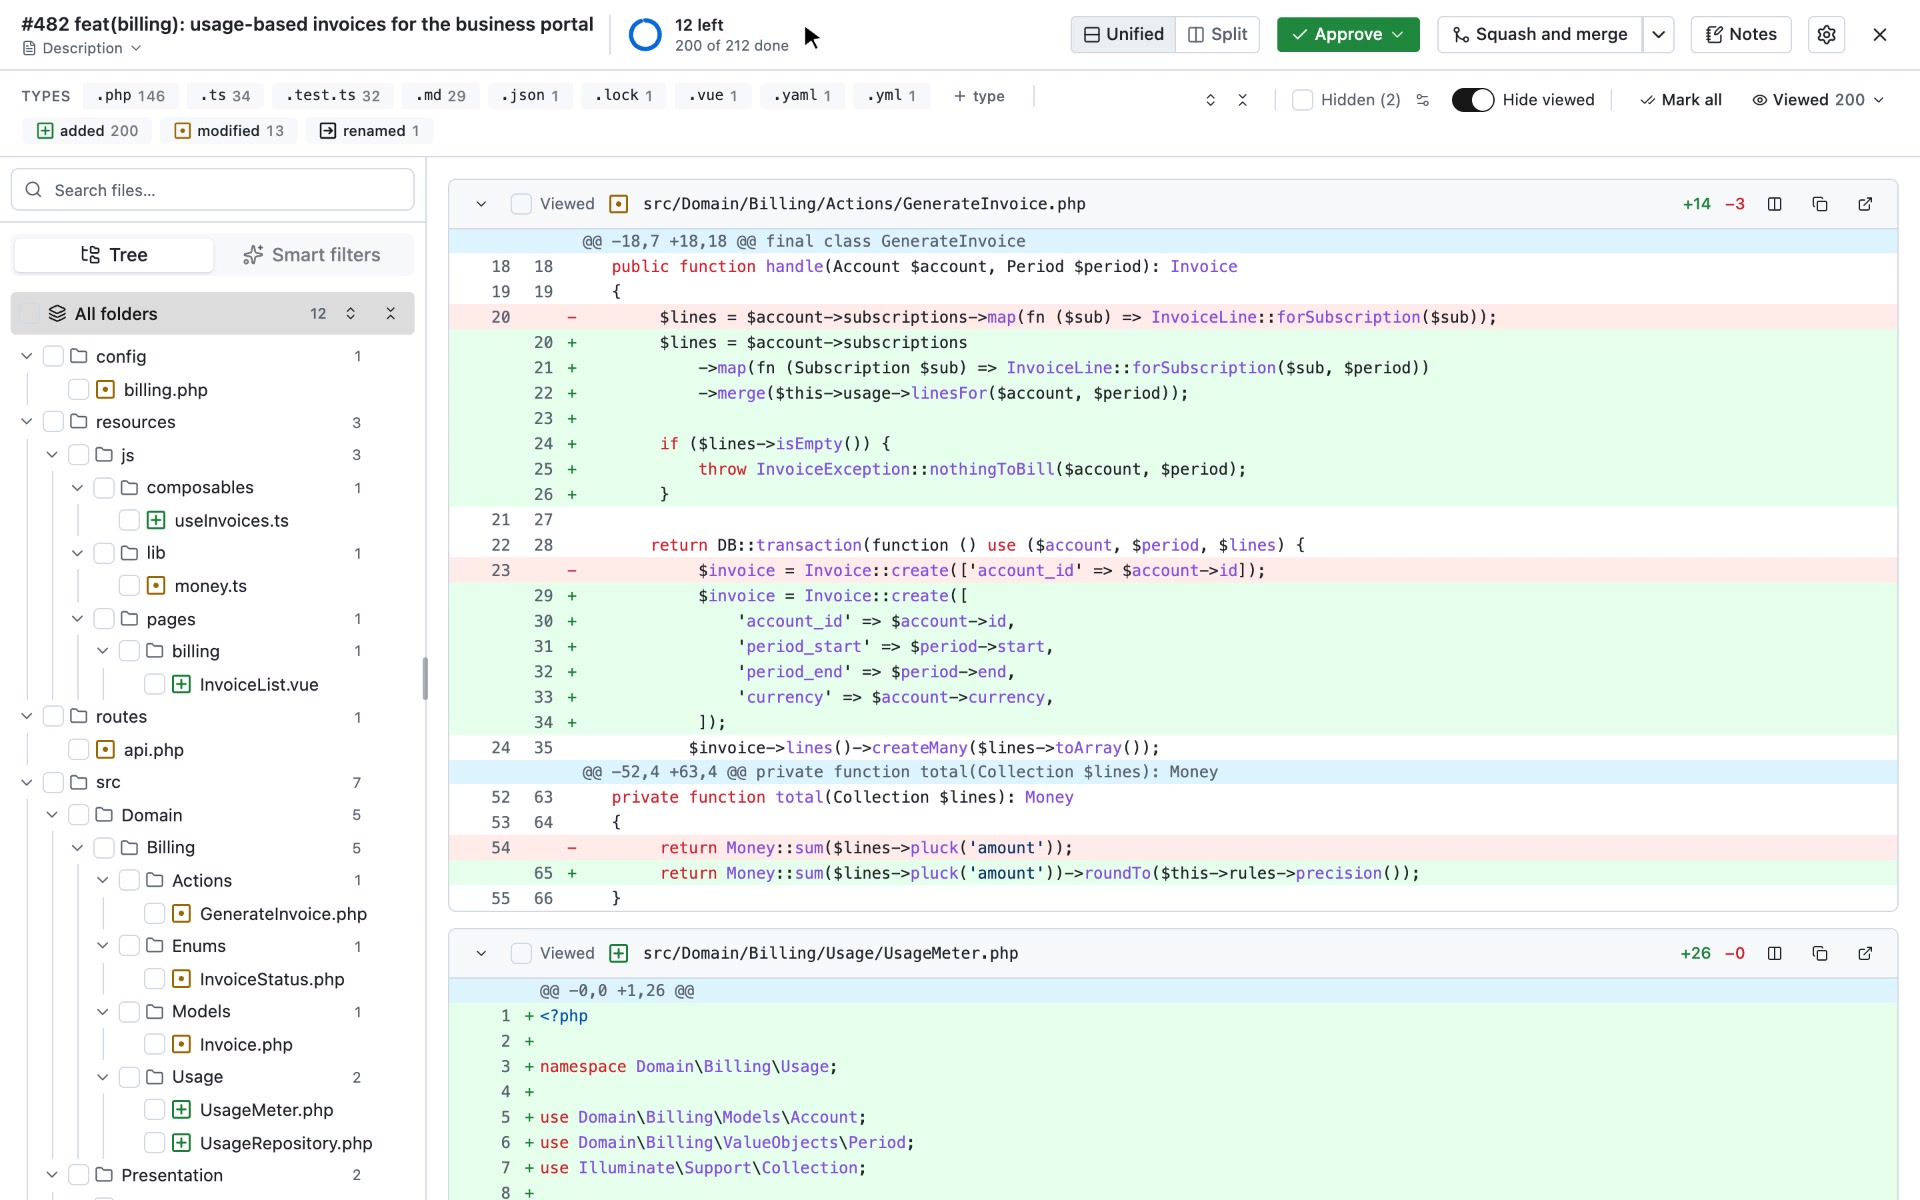 #482 feat(billing): usage-based invoices for the business portal
Description
12 left
200 of 212 done
Unified
Split
Approve
Squash and merge
Notes
TYPES
.php 146
.ts 34
.test.ts 32
.md 29
.json 1
.lock 1
.vue 1
.yaml 1
.yml 1
+ type
Hidden (2)
Hide viewed
Mark all
Viewed 200
added 200
modified 13
renamed 1
Search files...
Tree
Smart filters
All folders 12
config 1
billing.php
resources 3
js 3
composables 1
useInvoices.ts
lib 1
money.ts
pages 1
billing 1
InvoiceList.vue
routes 1
api.php
src 7
Domain 5
Billing 5
Actions 1
GenerateInvoice.php
Enums 1
InvoiceStatus.php
Models 1
Invoice.php
Usage 2
UsageMeter.php
UsageRepository.php
Presentation 2
Viewed src/Domain/Billing/Actions/GenerateInvoice.php +14 −3
@@ −18,7 +18,18 @@ final class GenerateInvoice
18 18 public function handle(Account $account, Period $period): Invoice
19 19 {
20 − $lines = $account->subscriptions->map(fn ($sub) => InvoiceLine::forSubscription($sub));
20 + $lines = $account->subscriptions
21 + ->map(fn (Subscription $sub) => InvoiceLine::forSubscription($sub, $period))
22 + ->merge($this->usage->linesFor($account, $period));
23 +
24 + if ($lines->isEmpty()) {
25 + throw InvoiceException::nothingToBill($account, $period);
26 + }
21 27
22 28 return DB::transaction(function () use ($account, $period, $lines) {
23 − $invoice = Invoice::create(['account_id' => $account->id]);
29 + $invoice = Invoice::create([
30 + 'account_id' => $account->id,
31 + 'period_start' => $period->start,
32 + 'period_end' => $period->end,
33 + 'currency' => $account->currency,
34 + ]);
24 35 $invoice->lines()->createMany($lines->toArray());
@@ −52,4 +63,4 @@ private function total(Collection $lines): Money
52 63 private function total(Collection $lines): Money
53 64 {
54 − return Money::sum($lines->pluck('amount'));
65 + return Money::sum($lines->pluck('amount'))->roundTo($this->rules->precision());
55 66 }
Viewed src/Domain/Billing/Usage/UsageMeter.php +26 −0
@@ −0,0 +1,26 @@
1 + <?php
2 +
3 + namespace Domain\Billing\Usage;
4 +
5 + use Domain\Billing\Models\Account;
6 + use Domain\Billing\ValueObjects\Period;
7 + use Illuminate\Support\Collection;
8 +